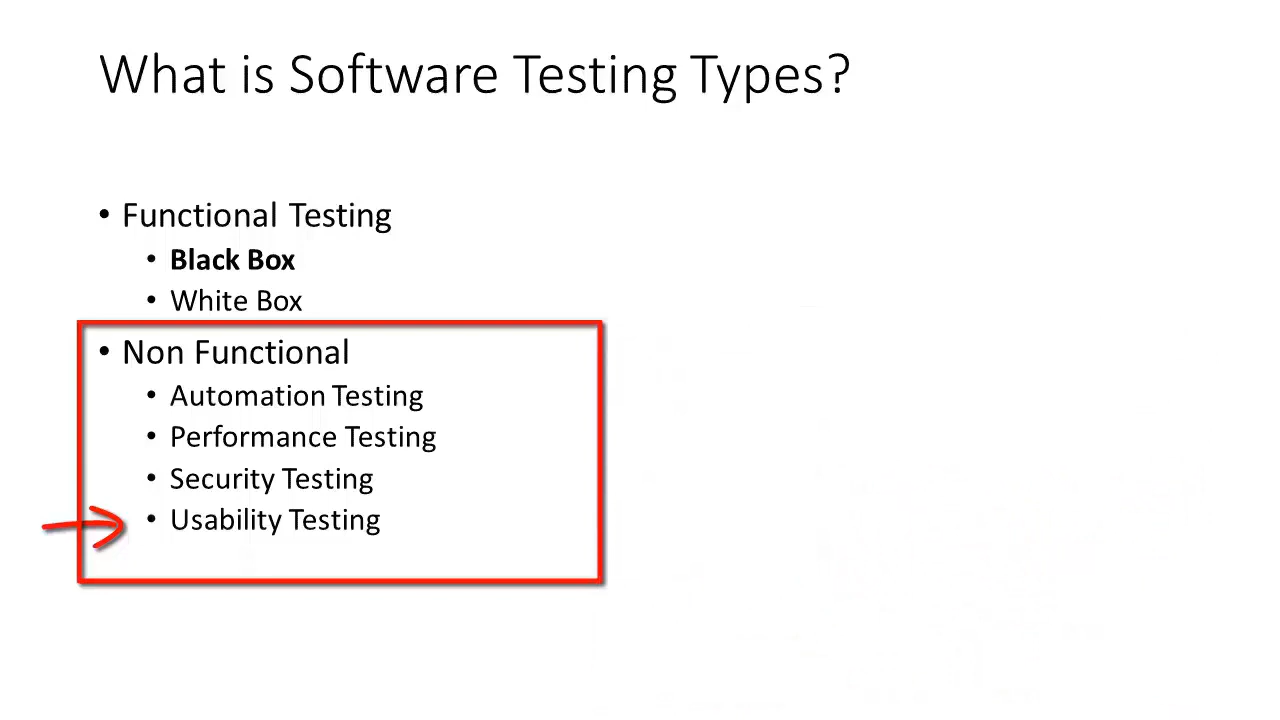 What is Software Testing Types?
• Functional Testing
• Black Box
• White Box
• Non Functional
• Automation Testing
• Performance Testing
• Security Testing
• Usability Testing